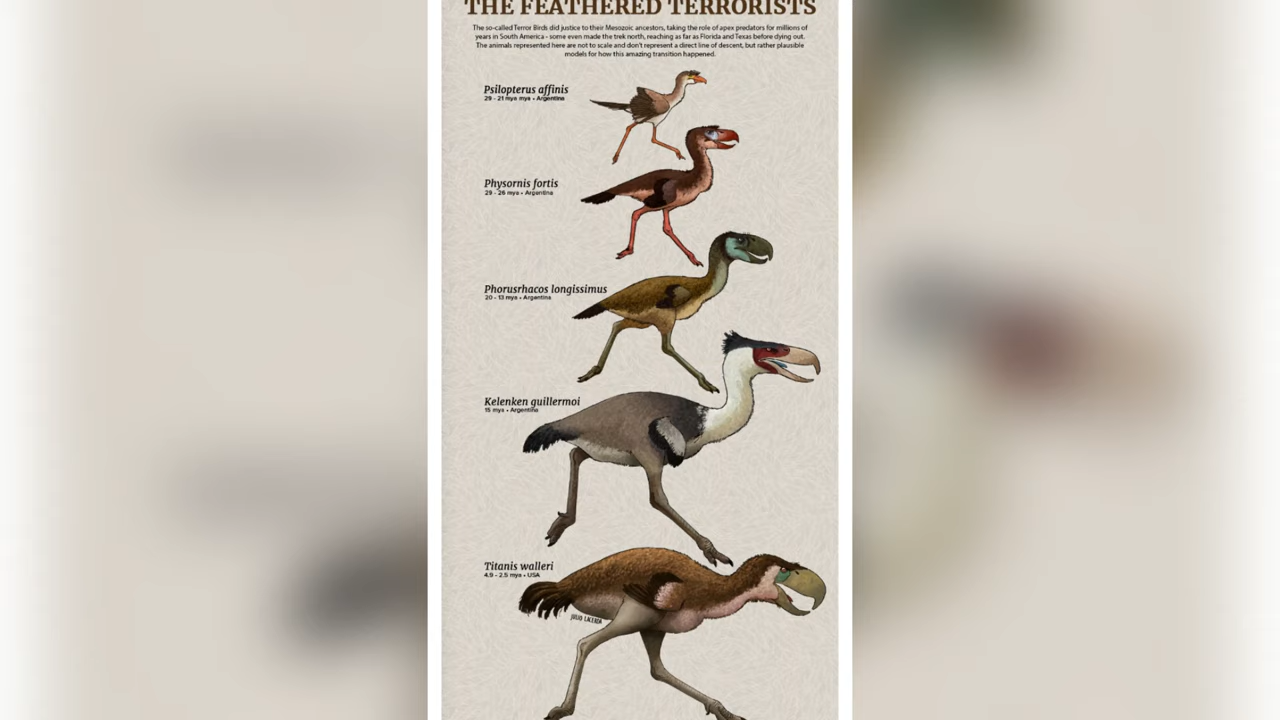 THE FEATHERED TERRORISTS
The so-called Terror Birds did justice to their Mesozoic ancestors, taking the role of apex predators for millions of
years in South America - some even made the trek north, reaching as far as Florida and Texas before dying out.
The animals represented here are not to scale and don't represent a direct line of descent, but rather plausible
models for how this amazing transition happened.
Psilopterus affinis
29 - 21 mya mya • Argentina
Physornis fortis
29 - 26 mya • Argentina
Phorusrhacos longissimus
20 - 13 mya • Argentina
Kelenken guillermoi
15 mya • Argentina
Titanis walleri
4.9 - 2.5 mya • USA